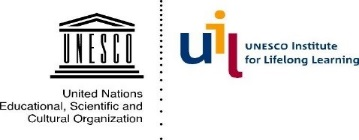 UNESCO
United Nations
Educational, Scientific and
Cultural Organization
uil
UNESCO Institute
for Lifelong Learning